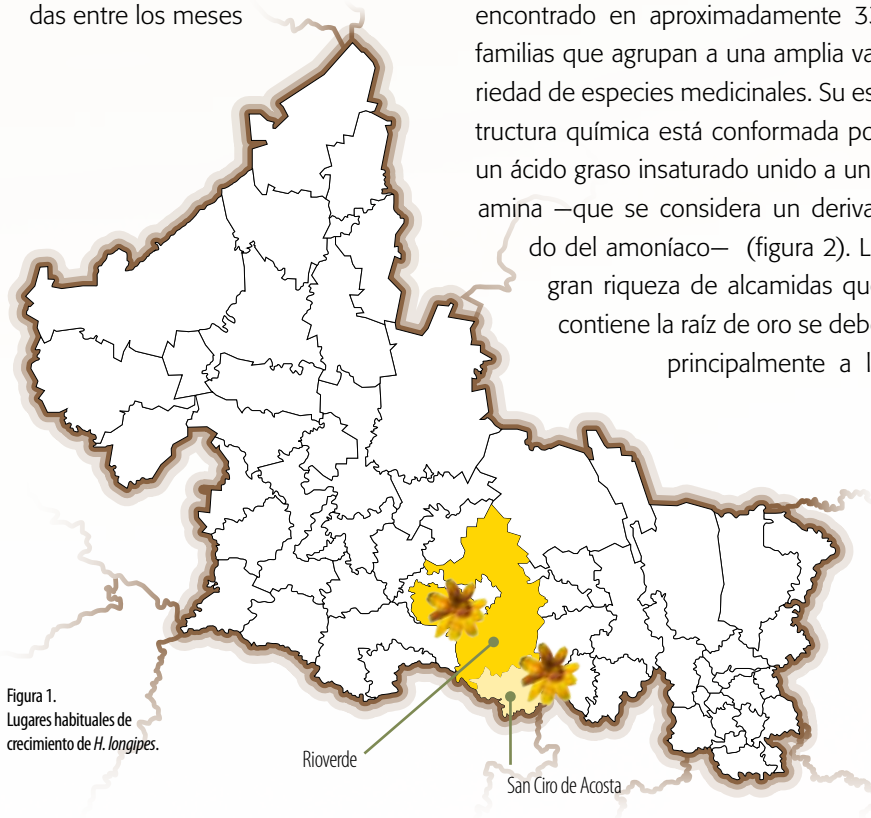 das entre los meses
encontrado en aproximadamente 33
familias que agrupan a una amplia va
riedad de especies medicinales. Su es
tructura química está conformada po
un ácido graso insaturado unido a un
amina —que se considera un deriva
do del amoníaco— (figura 2). L
gran riqueza de alcamidas qu
contiene la raíz de oro se deb
principalmente a l
Figura 1.
Lugares habituales de
crecimiento de H. longipes.
Rioverde
San Ciro de Acosta